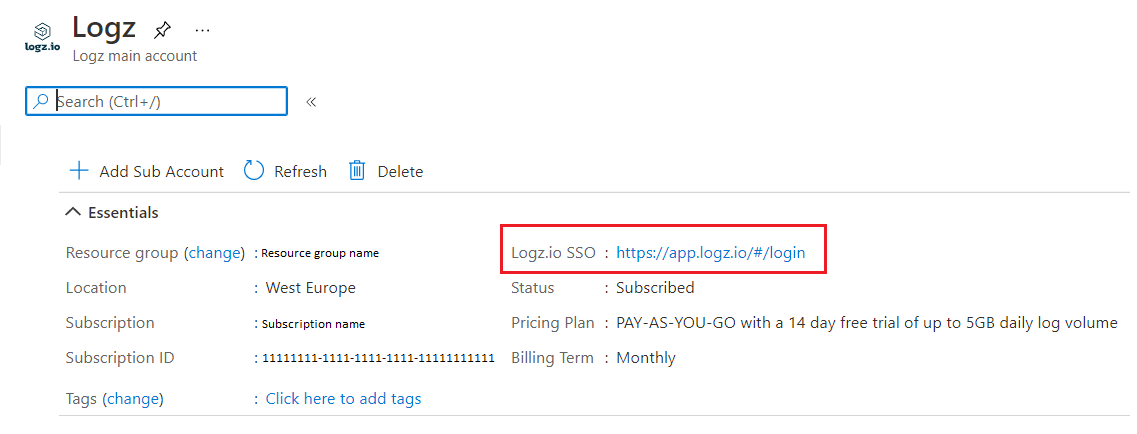 logz.io
Logz ...
Logz main account
Search (Ctrl+/) «
+ Add Sub Account Refresh Delete
Essentials
Resource group (change) : Resource group name
Logz.io SSO : https://app.logz.io/#/login
Location : West Europe
Status : Subscribed
Subscription : Subscription name
Pricing Plan : PAY-AS-YOU-GO with a 14 day free trial of up to 5GB daily log volume
Subscription ID : 11111111-1111-1111-1111-11111111111
Billing Term : Monthly
Tags (change) : Click here to add tags